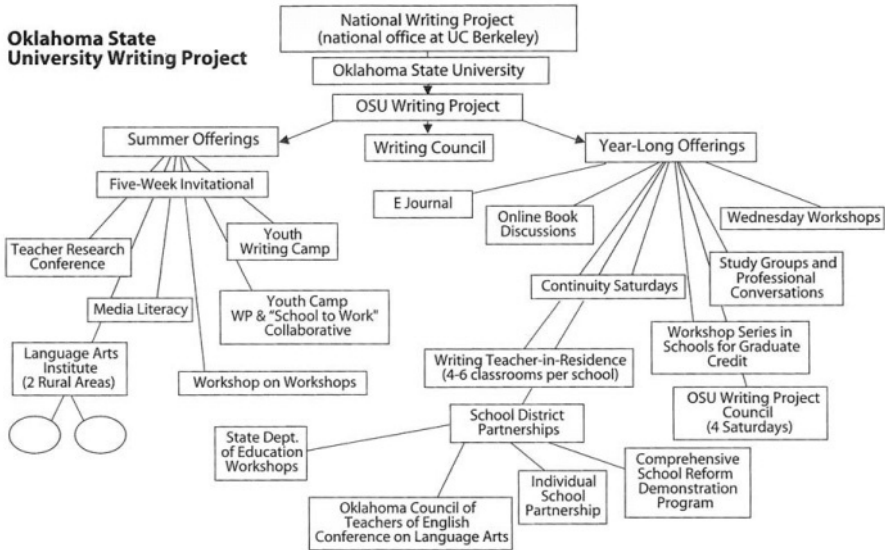 Oklahoma State
University Writing Project
National Writing Project
(national office at UC Berkeley)
Oklahoma State University
OSU Writing Project
Summer Offerings
Writing Council
Year-Long Offerings
Five-Week Invitational
E Journal
Online Book
Discussions
Wednesday Workshops
Teacher Research
Conference
Youth
Writing Camp
Continuity Saturdays
Study Groups and
Professional
Conversations
Media Literacy
Youth Camp
WP & "School to Work"
Collaborative
Workshop Series in
Schools for Graduate
Credit
Language Arts
Institute
(2 Rural Areas)
Workshop on Workshops
Writing Teacher-in-Residence
(4-6 classrooms per school)
OSU Writing Project
Council
(4 Saturdays)
School District
Partnerships
State Dept.
of Education
Workshops
Oklahoma Council of
Teachers of English
Conference on Language Arts
Individual
School
Partnership
Comprehensive
School Reform
Demonstration
Program